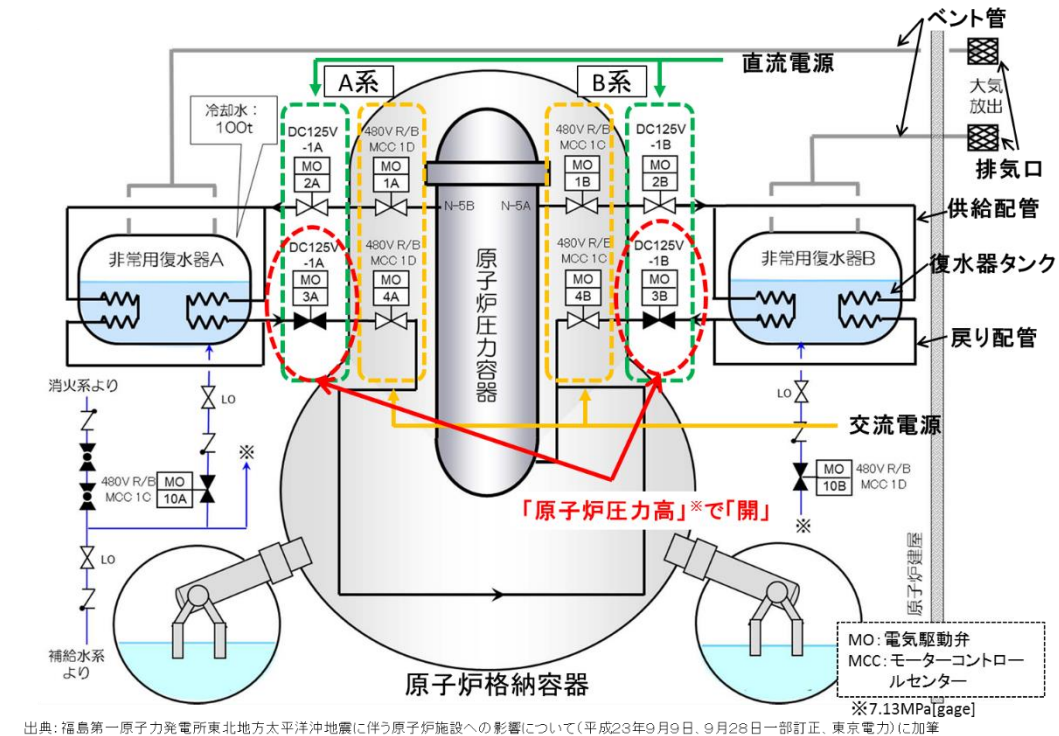 ベント管
直流電源
A系
B系
大気
放出
冷却水：
100t
DC125V
-1A
MO
2A
480V R/B
MCC 1D
MO
1A
480V R/B
MCC 1C
MO
1B
DC125V
-1B
MO
2B
排気口
N-5B
N-5A
供給配管
非常用復水器A
DC125V
-1A
MO
3A
480V R/B
MCC 1D
MO
4A
原子炉圧力容器
480V R/B
MCC 1C
MO
4B
DC125V
-1B
MO
3B
非常用復水器B
復水器タンク
戻り配管
消火系より
LO
LO
交流電源
※
480V R/B
MCC 1C
MO
10A
MO
10B
480V R/B
MCC 1D
「原子炉圧力高」※で「開」
※
LO
原子炉建屋
補給水系
より
原子炉格納容器
MO：電気駆動弁
MCC：モーターコントロー
ルセンター
※7.13MPa[gage]
出典：福島第一原子力発電所東北地方太平洋沖地震に伴う原子炉施設への影響について(平成23年9月9日、9月28日一部訂正、東京電力)に加筆